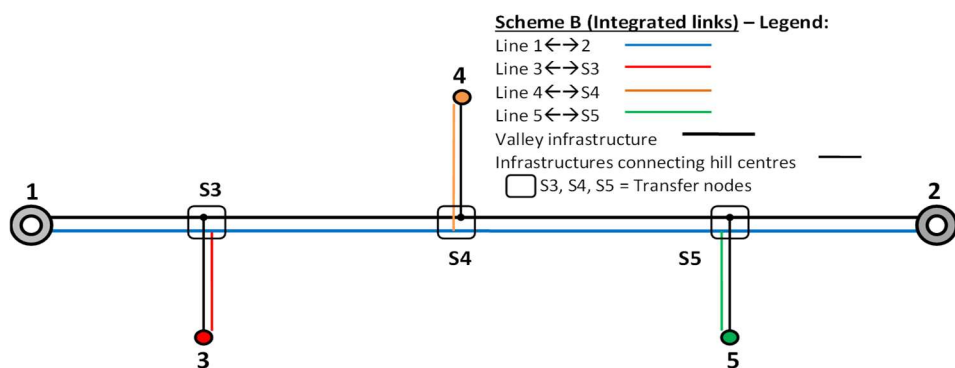 Scheme B (Integrated links) – Legend:
Line 1←→2
Line 3←→S3
Line 4←→S4
Line 5←→S5
Valley infrastructure
Infrastructures connecting hill centres
S3, S4, S5 = Transfer nodes
4
1
S3
2
S4
S5
3
5